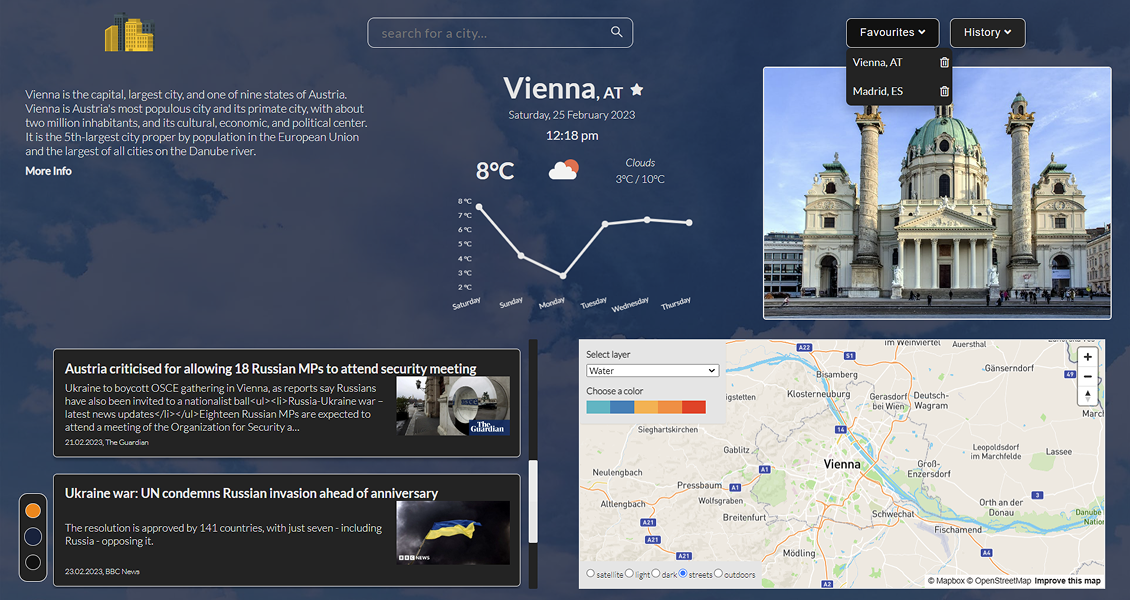 search for a city...
Favourites
History
Vienna, AT
Madrid, ES
Vienna is the capital, largest city, and one of nine states of Austria.
Vienna is Austria's most populous city and its primate city, with about
two million inhabitants, and its cultural, economic, and political center.
It is the 5th-largest city proper by population in the European Union
and the largest of all cities on the Danube river.
More Info
Vienna, AT
Saturday, 25 February 2023
12:18 pm
8°C
Clouds
3°C / 10°C
8 °C
7 °C
6 °C
5 °C
4 °C
3 °C
2 °C
Saturday
Sunday
Monday
Tuesday
Wednesday
Thursday
Austria criticised for allowing 18 Russian MPs to attend security meeting
Ukraine to boycott OSCE gathering in Vienna, as reports say Russians
have also been invited to a nationalist ball<ul><li>Russia-Ukraine war –
latest news updates</li></ul>Eighteen Russian MPs are expected to
attend a meeting of the Organization for Security a...
The
Guardian
21.02.2023, The Guardian
Ukraine war: UN condemns Russian invasion ahead of anniversary
The resolution is approved by 141 countries, with just seven - including
Russia - opposing it.
BBC NEWS
23.02.2023, BBC News
Select layer
Water
Choose a color
A22
S1
im Weinviertel
Auersthal
Bisamberg
Gänserndorf
49
igstetten
Klosterneuburg
Gerasdorf
bei Wien
Deutsch-
Wagram
March
Sieghartskirchen
14
Gablitz
Leopoldsdorf
im Marchfelde
Lasse
Vienna
Groß-
Enzersdorf
Neulengbach
A1
Pressbaum
A1
Wolfsgraben
3
Orth an der
Donau
Altlengbach
Breitenfurt
Schwechat
Danube
Nation
A21
Fischamend
A21
A21
Mödling
A4
A2
satellite light dark streets outdoors
© Mapbox © OpenStreetMap Improve this map